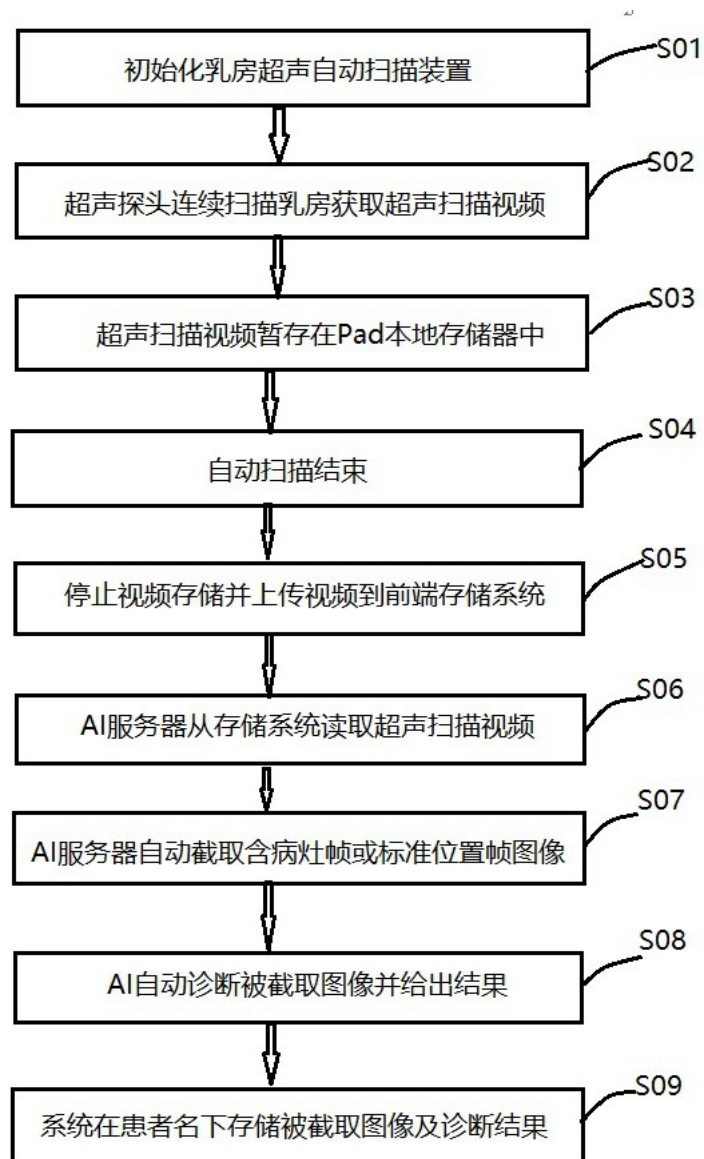 初始化乳房超声自动扫描装置
S01
超声探头连续扫描乳房获取超声扫描视频
S02
超声扫描视频暂存在Pad本地存储器中
S03
自动扫描结束
S04
停止视频存储并上传视频到前端存储系统
S05
AI服务器从存储系统读取超声扫描视频
S06
AI服务器自动截取含病灶帧或标准位置帧图像
S07
AI自动诊断被截取图像并给出结果
S08
系统在患者名下存储被截取图像及诊断结果
S09